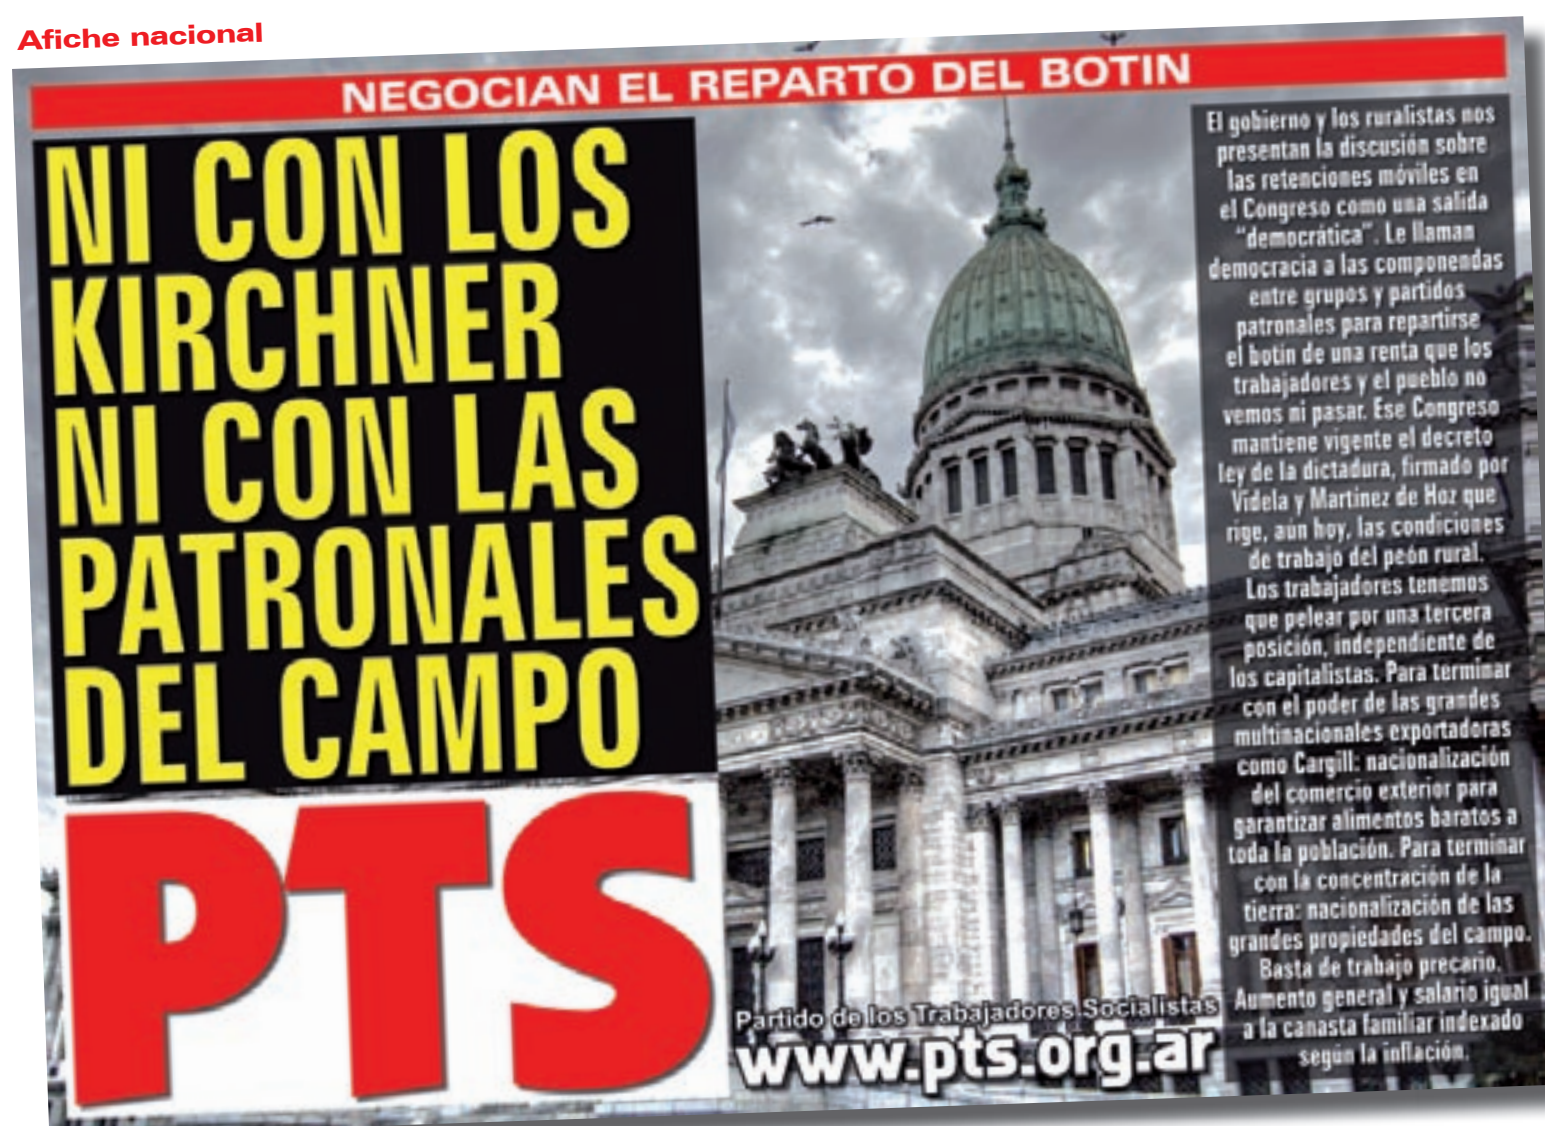 Afiche nacional
NEGOCIAN EL REPARTO DEL BOTIN
NI CON LOS
KIRCHNER
NI CON LAS
PATRONALES
DEL CAMPO
PTS
Partido de los Trabajadores Socialistas
www.pts.org.ar
El gobierno y los ruralistas nos
presentan la discusión sobre
las retenciones móviles en
el Congreso como una salida
"democrática". Le llaman
democracia a las componendas
entre grupos y partidos
patronales para repartirse
el botín de una renta que los
trabajadores y el pueblo no
vemos ni pasar. Ese Congreso
mantiene vigente el decreto
ley de la dictadura, firmado por
Videla y Martínez de Hoz que
rige, aún hoy, las condiciones
de trabajo del peón rural.
Los trabajadores tenemos
que pelear por una tercera
posición, independiente de
los capitalistas. Para terminar
con el poder de las grandes
multinacionales exportadoras
como Cargill: nacionalización
del comercio exterior para
garantizar alimentos baratos a
toda la población. Para terminar
con la concentración de la
tierra: nacionalización de las
grandes propiedades del campo.
Basta de trabajo precario.
Aumento general y salario igual
a la canasta familiar indexado
según la inflación.